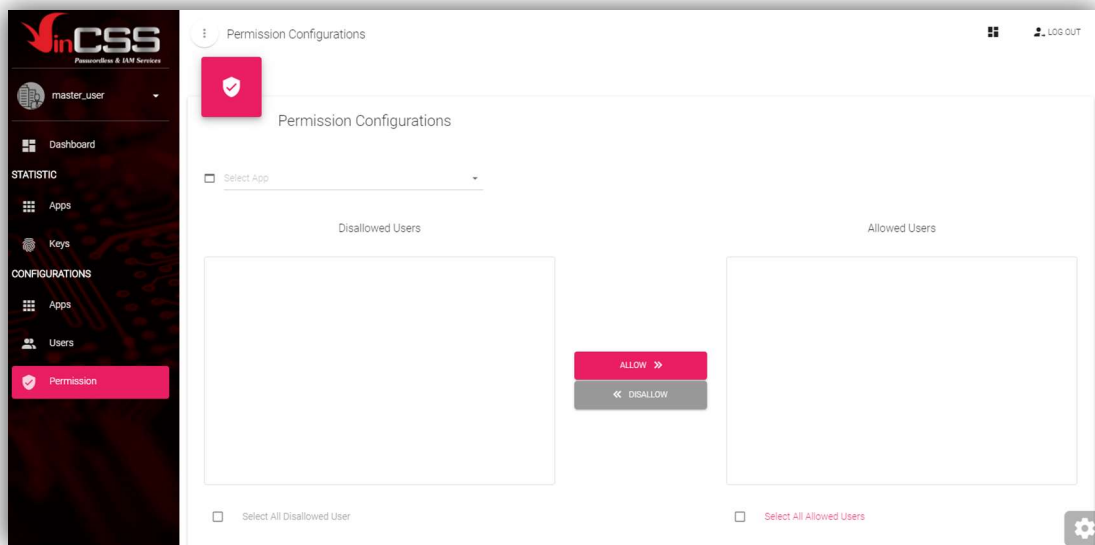 VinCSS
Passwordless & IAM Services
master_user
Dashboard
STATISTIC
Apps
Keys
CONFIGURATIONS
Apps
Users
Permission
Permission Configurations
LOG OUT
Permission Configurations
Select App
Disallowed Users
Allowed Users
ALLOW
DISALLOW
Select All Disallowed User
Select All Allowed Users